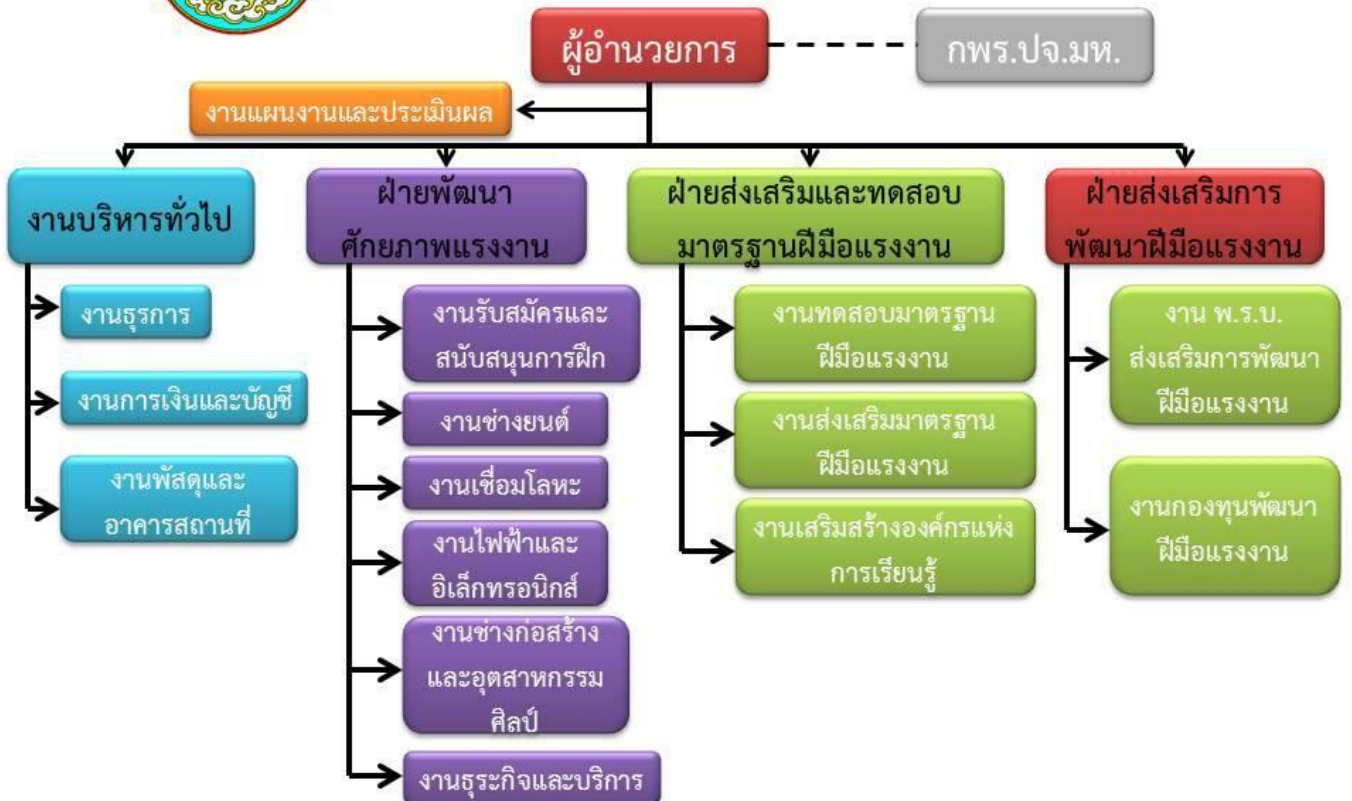 ผู้อำนวยการ
กพร.ปจ.มห.
งานแผนงานและประเมินผล
งานบริหารทั่วไป
งานธุรการ
งานการเงินและบัญชี
งานพัสดุและ
อาคารสถานที่
ฝ่ายพัฒนา
ศักยภาพแรงงาน
งานรับสมัครและ
สนับสนุนการฝึก
งานช่างยนต์
งานเชื่อมโลหะ
งานไฟฟ้าและ
อิเล็กทรอนิกส์
งานช่างก่อสร้าง
และอุตสาหกรรม
ศิลป์
งานธุระกิจและบริการ
ฝ่ายส่งเสริมและทดสอบ
มาตรฐานฝีมือแรงงาน
งานทดสอบมาตรฐาน
ฝีมือแรงงาน
งานส่งเสริมมาตรฐาน
ฝีมือแรงงาน
งานเสริมสร้างองค์กรแห่ง
การเรียนรู้
ฝ่ายส่งเสริมการ
พัฒนาฝีมือแรงงาน
งาน พ.ร.บ.
ส่งเสริมการพัฒนา
ฝีมือแรงงาน
งานกองทุนพัฒนา
ฝีมือแรงงาน